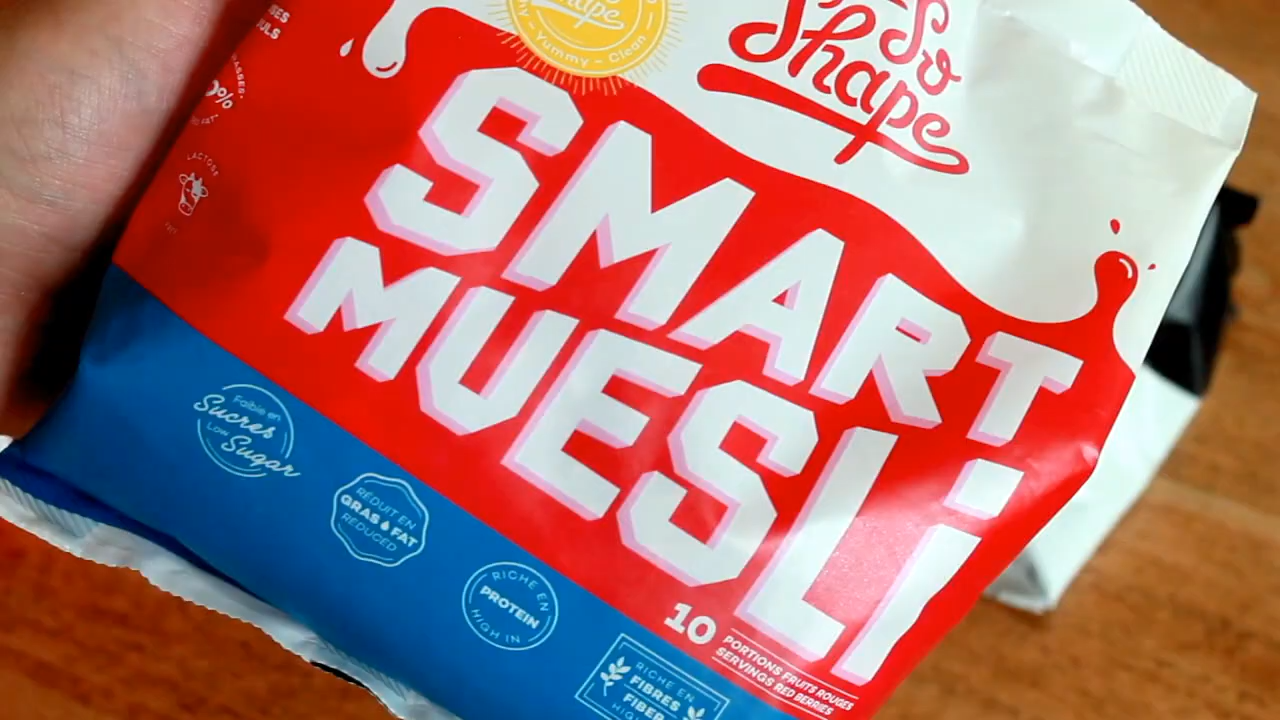 So
Shape
Yummy - Clean
%
LACTOSE
SMART
MUESLi
Faible en
Sucres
Low
Sugar
RÉDUIT EN
GRAS FAT
REDUCED
RICHE EN
PROTEIN
HIGH IN
10
PORTIONS FRUITS ROUGES
SERVINGS RED BERRIES
RICHE EN
FIBRES
FIBER